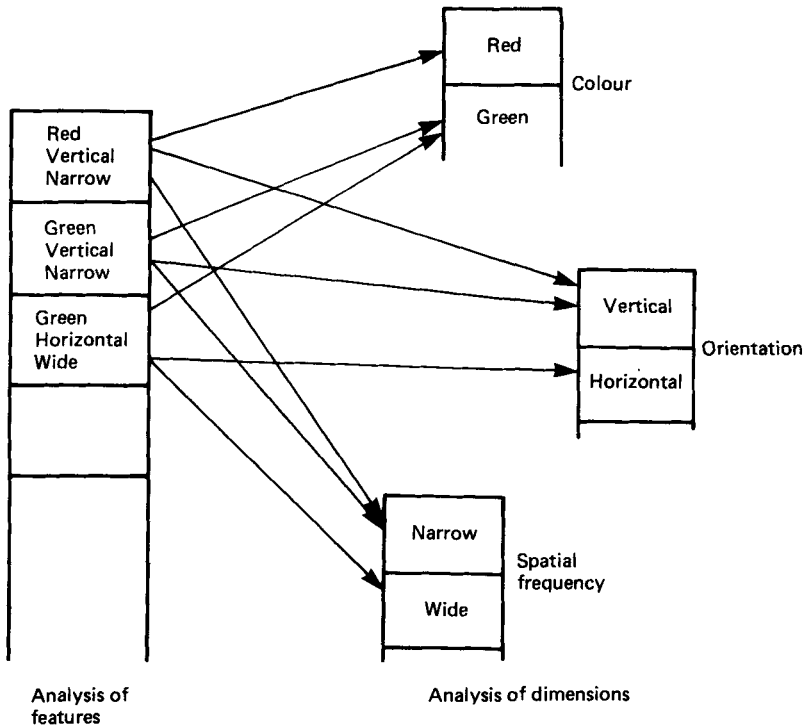 Red
Vertical
Narrow
Green
Vertical
Narrow
Green
Horizontal
Wide
Red
Green
Colour
Vertical
Horizontal
Orientation
Narrow
Wide
Spatial
frequency
Analysis of
features
Analysis of dimensions